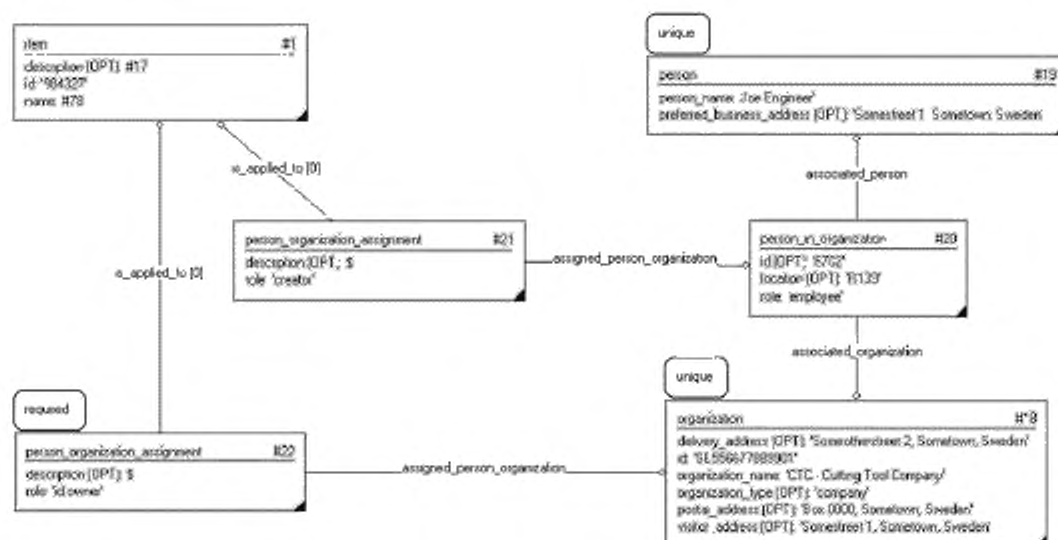 item #1
description [OPT]: #17
id: '984327'
name: #78
unique
person #19
person_name: 'Joe Engineer'
preferred_business_address [OPT]: 'Somestreet 1 Sometown, Sweden'
associated_person
is_applied_to [0]
person_organization_assignment #21
description [OPT]: $
role: 'creator'
assigned_person_organization
person_in_organization #20
id [OPT]:
location [OPT]:
role: 'employee'
is_applied_to [0]
associated_organization
required
unique
person_organization_assignment #22
description [OPT]: $
role: 'id owner'
assigned_person_organization
organization #18
delivery_address [OPT]: 'Someotherstreet 2, Sometown, Sweden'
id:
organization_name: 'CTC - Cutting Tool Company'
organization_type [OPT]: 'company'
postal_address [OPT]: 'Box 0000, Sometown, Sweden'
visitor_address [OPT]: 'Somestreet 1, Sometown, Sweden'